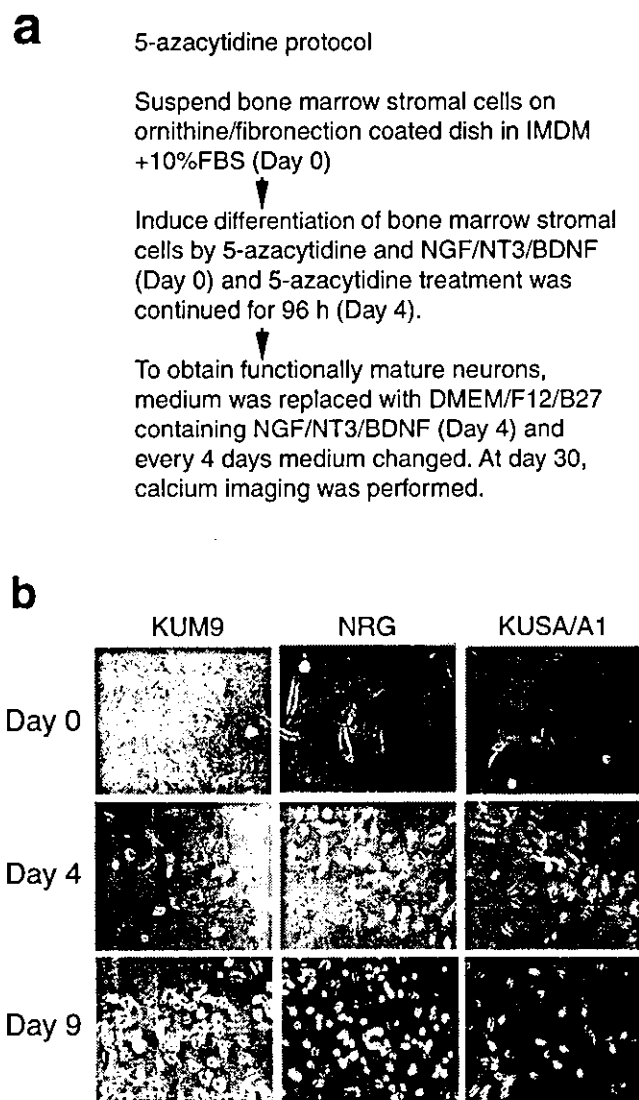 a
5-azacytidine protocol
Suspend bone marrow stromal cells on
ornithine/fibronection coated dish in IMDM
+10%FBS (Day 0)
Induce differentiation of bone marrow stromal
cells by 5-azacytidine and NGF/NT3/BDNF
(Day 0) and 5-azacytidine treatment was
continued for 96 h (Day 4).
To obtain functionally mature neurons,
medium was replaced with DMEM/F12/B27
containing NGF/NT3/BDNF (Day 4) and
every 4 days medium changed. At day 30,
calcium imaging was performed.
b
KUM9 NRG KUSA/A1
Day 0
Day 4
Day 9